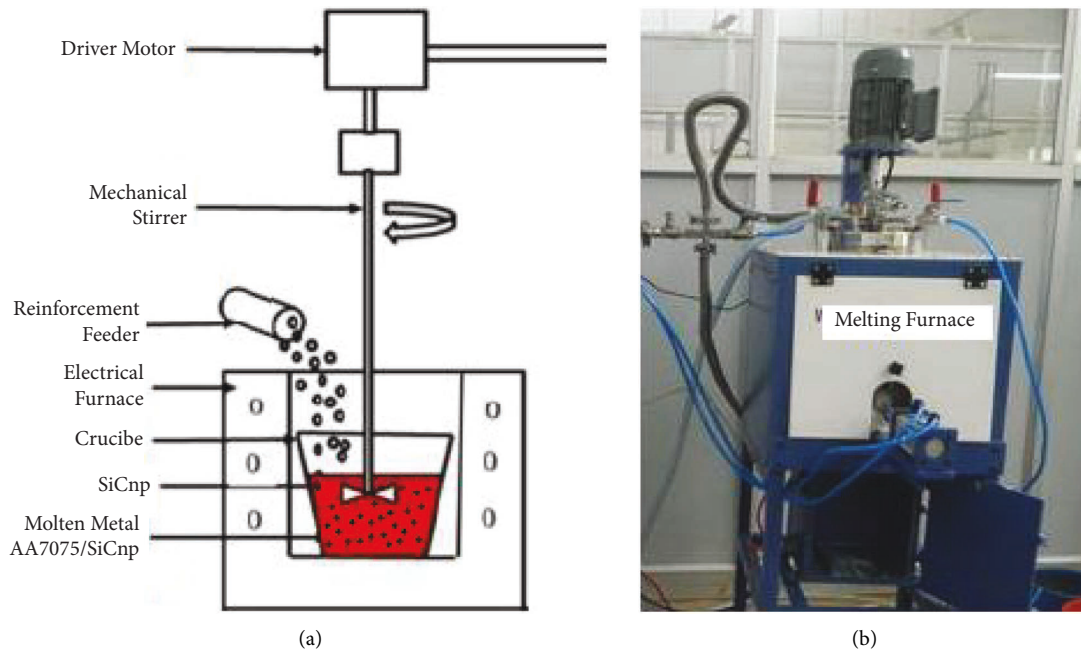 Driver Motor
Mechanical
Stirrer
Reinforcement
Feeder
Electrical
Furnace
Crucibe
SiCnp
Molten Metal
AA7075/SiCnp
(a)
Melting Furnace
(b)